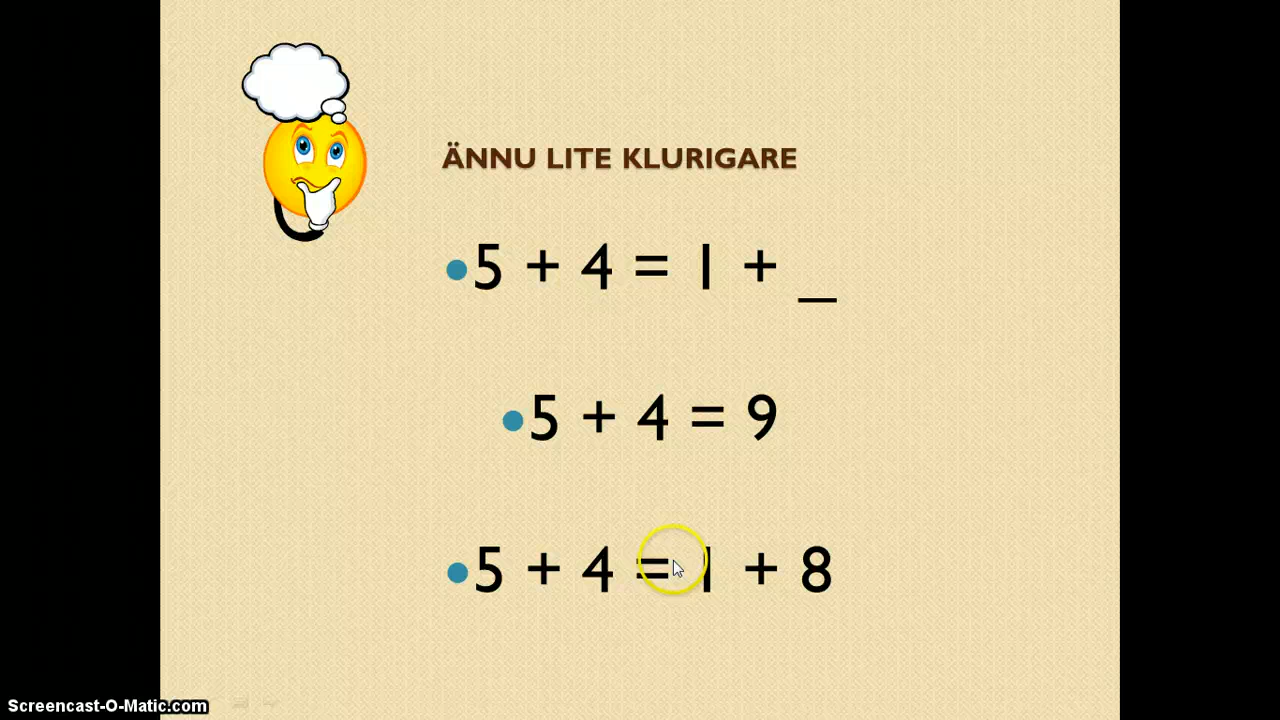 ÄNNU LITE KLURIGARE
•5 + 4 = 1 + _
•5 + 4 = 9
•5 + 4 = 1 + 8
Screencast-O-Matic.com